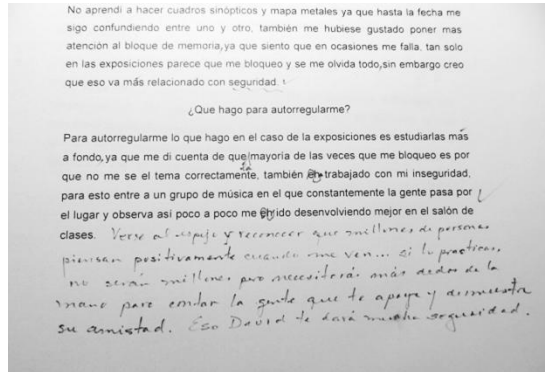 No aprendí a hacer cuadros sinópticos y mapa metales ya que hasta la fecha me
sigo confundiendo entre uno y otro, también me hubiese gustado poner mas
atención al bloque de memoria, ya que siento que en ocasiones me falla, tan solo
en las exposiciones parece que me bloqueo y se me olvida todo,sin embargo creo
que eso va más relacionado con seguridad.
¿Que hago para autorregularme?
Para autorregularme lo que hago en el caso de la exposiciones es estudiarlas más
a fondo, ya que me di cuenta de que mayoría de las veces que me bloqueo es por
la
que no me se el tema correctamente, también en trabajado con mi inseguridad,
para esto entre a un grupo de música en el que constantemente la gente pasa por
el lugar y observa así poco a poco me eh ido desenvolviendo mejor en el salón de
clases. Verse al espejo y reconocer que millones de personas
piensan positivamente cuando me ven... si lo practicas,
no serán millones pero necesitarás más dedos de la
mano para contar la gente que te apoya y demuestra
su amistad. Eso David te dará mucha seguridad.